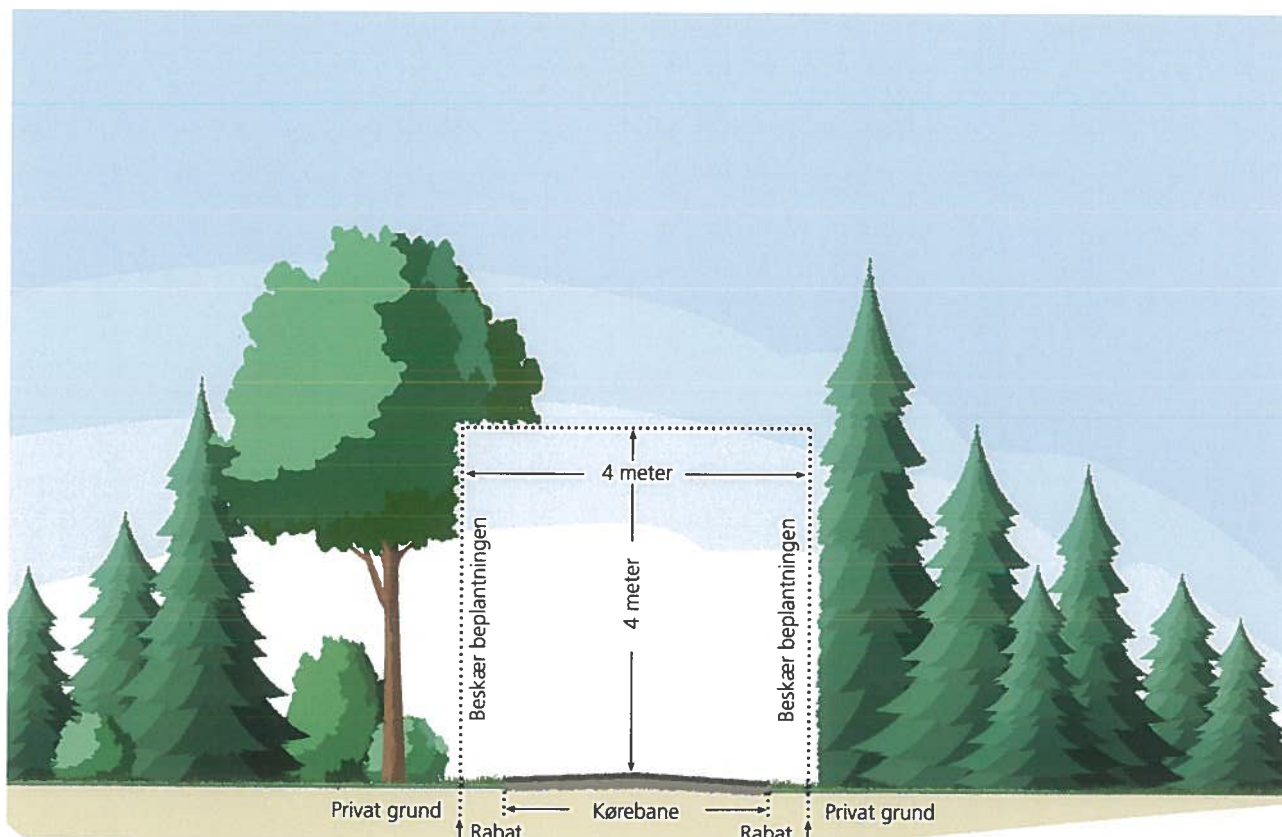 4 meter
Beskær beplantningen
4 meter
Beskær beplantningen
Privat grund
Kørebane
Privat grund
Rabat
Rabat